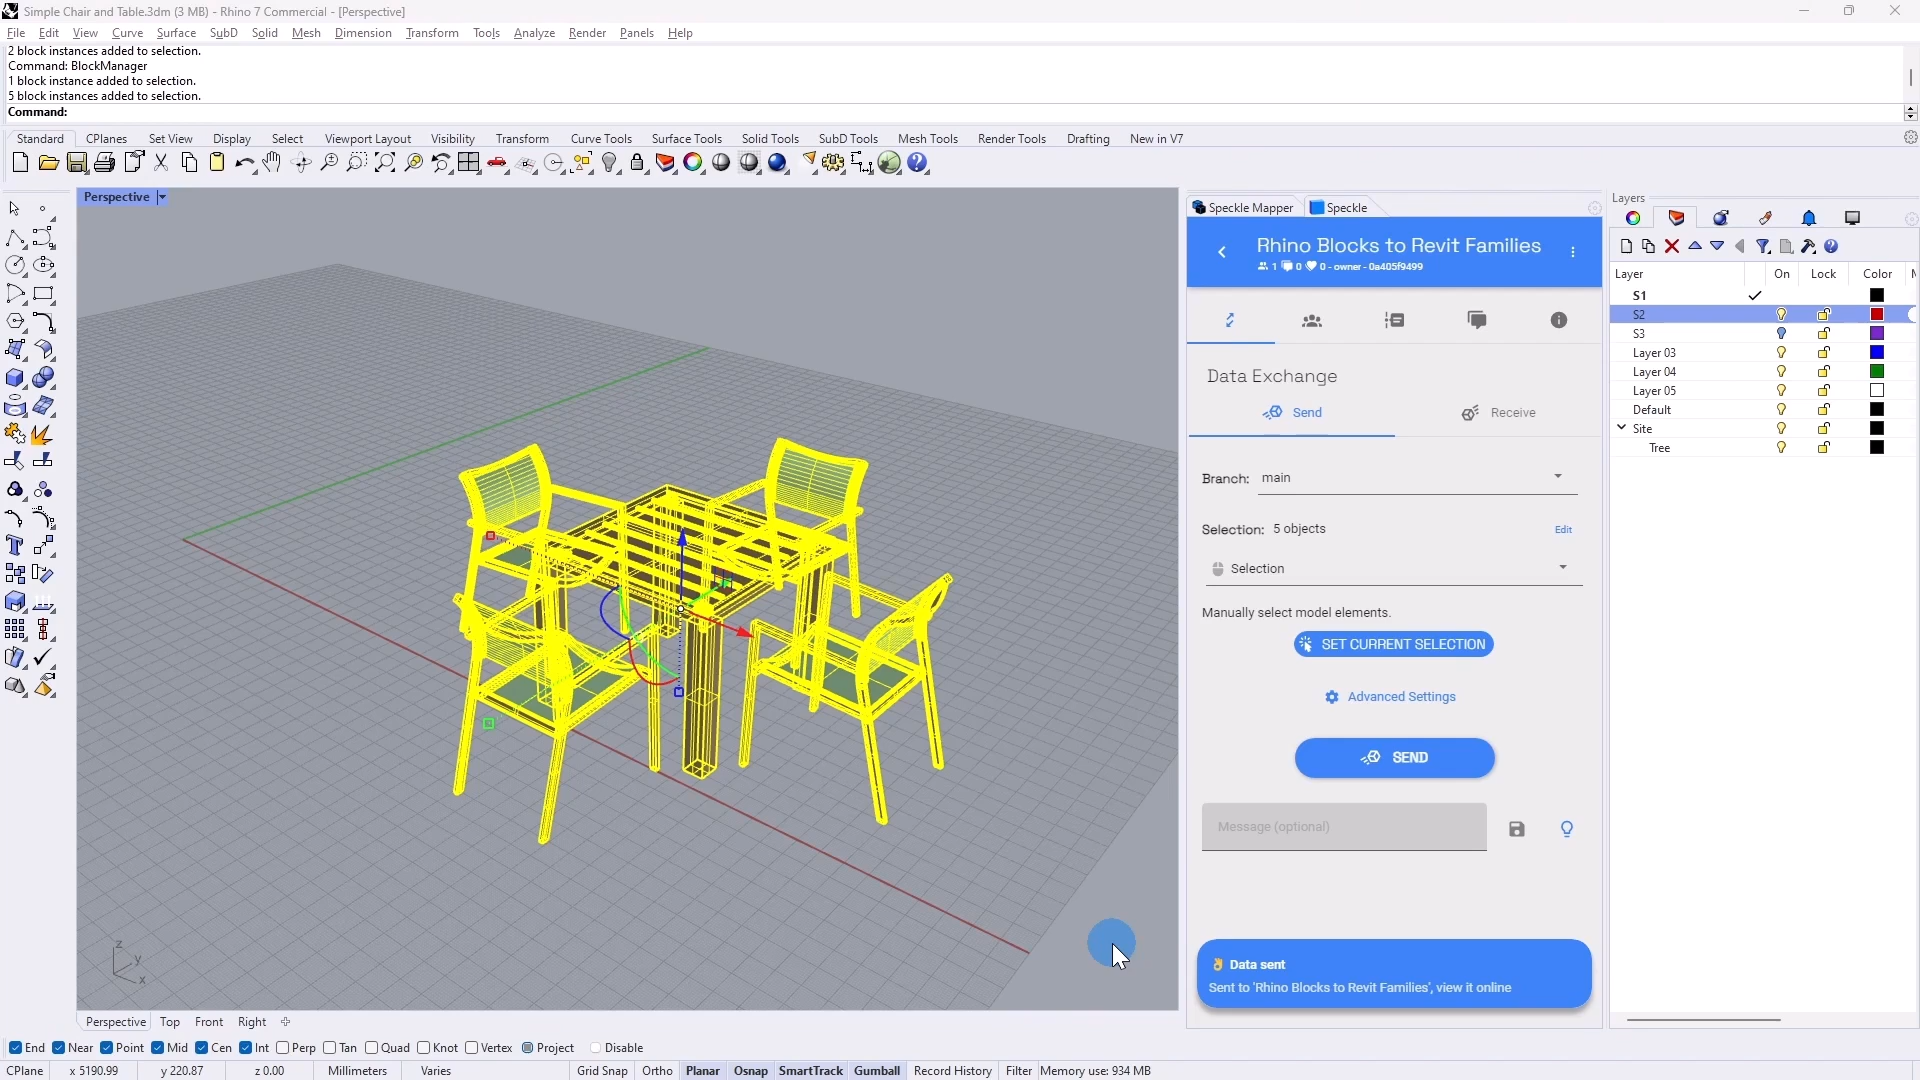 Simple Chair and Table.3dm (3 MB) - Rhino 7 Commercial - [Perspective]
File Edit View Curve Surface SubD Solid Mesh Dimension Transform Tools Analyze Render Panels Help
2 block instances added to selection.
Command: BlockManager
1 block instance added to selection.
5 block instances added to selection.
Command:
Standard CPlanes Set View Display Select Viewport Layout Visibility Transform Curve Tools Surface Tools Solid Tools SubD Tools Mesh Tools Render Tools Drafting New in V7
Perspective
z
y
x
Perspective Top Front Right
Speckle Mapper Speckle
Rhino Blocks to Revit Families
1 0 0 - owner - 0a405f9499
Data Exchange
Send Receive
Branch: main
Selection: 5 objects Edit
Selection
Manually select model elements.
SET CURRENT SELECTION
Advanced Settings
SEND
Message (optional)
Data sent
Sent to 'Rhino Blocks to Revit Families', view it online
Layers
Layer On Lock Color
S1
S2
S3
Layer 03
Layer 04
Layer 05
Default
Site
Tree
End Near Point Mid Cen Int Perp Tan Quad Knot Vertex Project Disable
CPlane x 5190.99 y 220.87 z 0.00 Millimeters Varies Grid Snap Ortho Planar Osnap SmartTrack Gumball Record History Filter Memory use: 934 MB